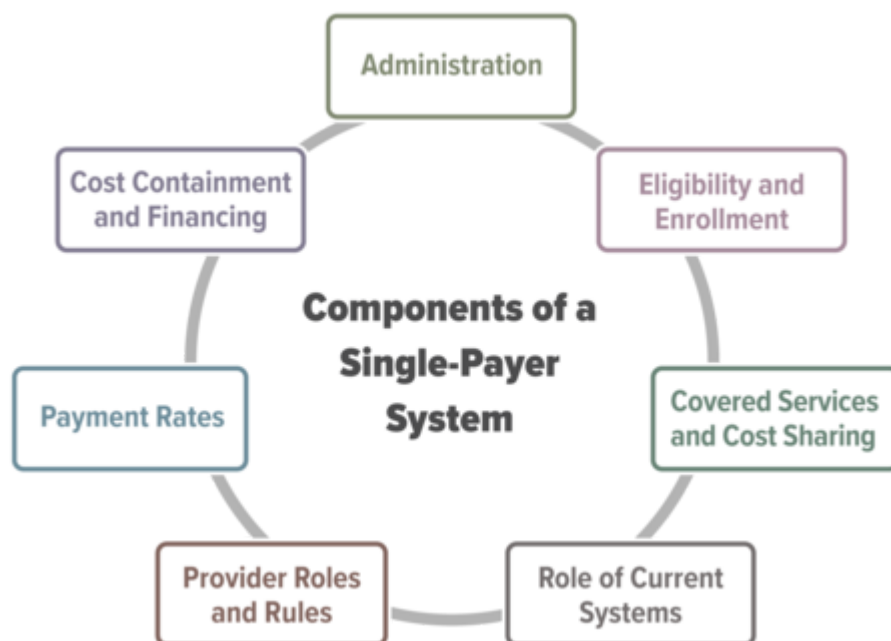 Components of a
Single-Payer
System
Administration
Eligibility and
Enrollment
Covered Services
and Cost Sharing
Role of Current
Systems
Provider Roles
and Rules
Payment Rates
Cost Containment
and Financing